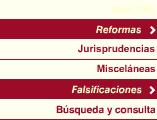 Reformas
Jurisprudencias
Misceláneas
Falsificaciones
Búsqueda y consulta